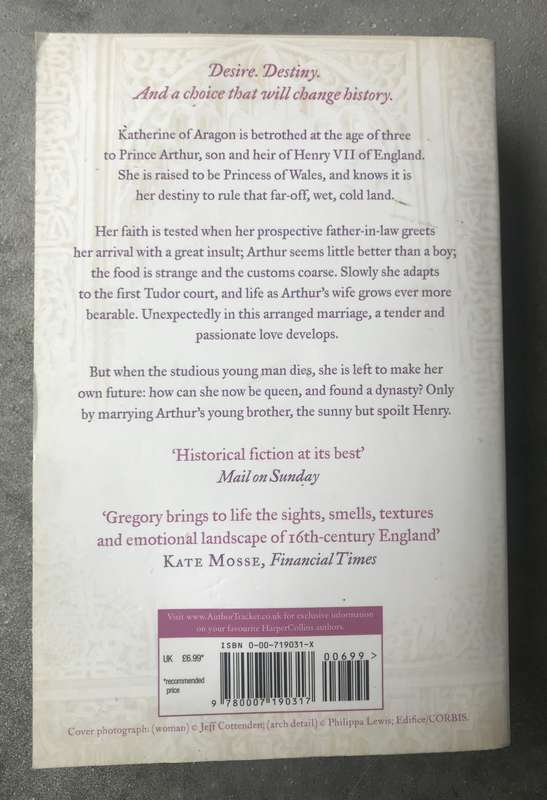 Desire. Destiny.
And a choice that will change history.
Katherine of Aragon is betrothed at the age of three
to Prince Arthur, son and heir of Henry VII of England.
She is raised to be Princess of Wales, and knows it is
her destiny to rule that far-off, wet, cold land.
Her faith is tested when her prospective father-in-law greets
her arrival with a great insult; Arthur seems little better than a boy;
the food is strange and the customs coarse. Slowly she adapts
to the first Tudor court, and life as Arthur's wife grows ever more
bearable. Unexpectedly in this arranged marriage, a tender and
passionate love develops.
But when the studious young man dies, she is left to make her
own future: how can she now be queen, and found a dynasty? Only
by marrying Arthur's young brother, the sunny but spoilt Henry.
‘Historical fiction at its best’
Mail on Sunday
‘Gregory brings to life the sights, smells, textures
and emotional landscape of 16th-century England’
KATE MOSSE, Financial Times
Visit www.AuthorTracker.co.uk for exclusive information
on your favourite HarperCollins authors.
ISBN 0-00-719031-X
UK £6.99*
00699 >
*recommended
price
9 780007 190317
Cover photograph: (woman) © Jeff Cottenden; (arch detail) © Philippa Lewis; Edifice/CORBIS.